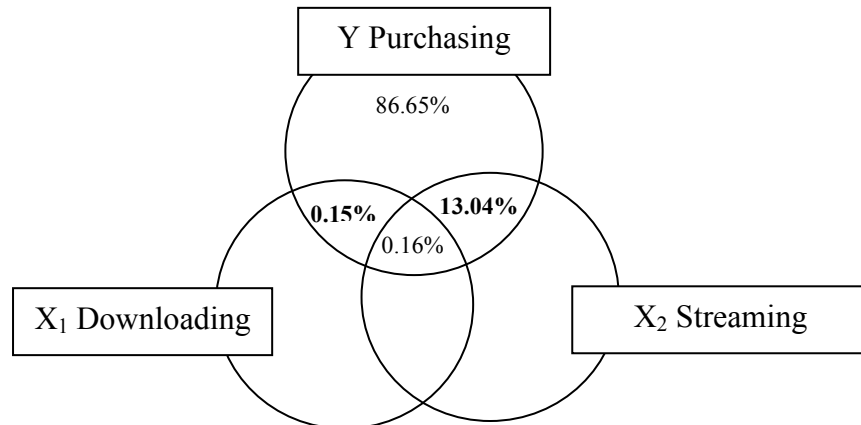 Y Purchasing
86.65%
0.15%
13.04%
0.16%
X₁ Downloading
X₂ Streaming